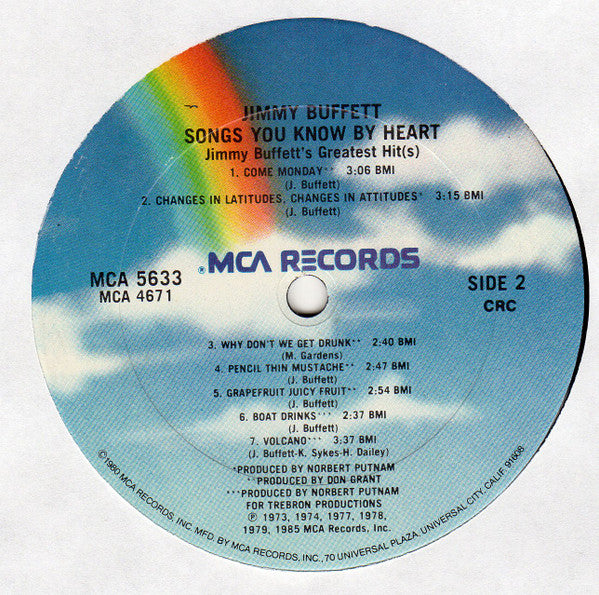 JIMMY BUFFETT
SONGS YOU KNOW BY HEART
Jimmy Buffett's Greatest Hit(s)
1. COME MONDAY** 3:06 BMI
(J. Buffett)
2. CHANGES IN LATITUDES, CHANGES IN ATTITUDES* 3:15 BMI
(J. Buffett)
MCA 5633
MCA 4671
®MCA RECORDS
SIDE 2
CRC
3. WHY DON'T WE GET DRUNK** 2:40 BMI
(M. Gardens)
4. PENCIL THIN MUSTACHE** 2:47 BMI
(J. Buffett)
5. GRAPEFRUIT JUICY FRUIT** 2:54 BMI
(J. Buffett)
6. BOAT DRINKS*** 2:37 BMI
(J. Buffett)
7. VOLCANO*** 3:37 BMI
(J. Buffett-K. Sykes-H. Dailey)
*PRODUCED BY NORBERT PUTNAM
**PRODUCED BY DON GRANT
***PRODUCED BY NORBERT PUTNAM
FOR TREBRON PRODUCTIONS
℗ 1973, 1974, 1977, 1978,
1979, 1985 MCA Records, Inc.
©1980 MCA RECORDS, INC. MFD. BY MCA RECORDS, INC., 70 UNIVERSAL PLAZA, UNIVERSAL CITY, CALIF. 91608